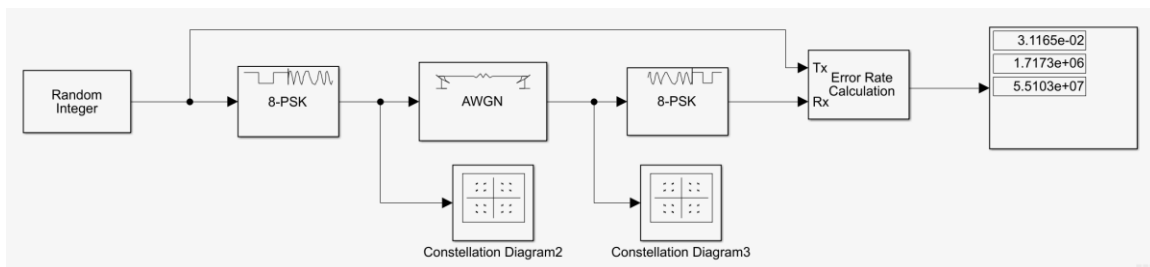 Random
Integer
8-PSK
AWGN
8-PSK
Tx
Rx
Error Rate
Calculation
3.1165e-02
1.7173e+06
5.5103e+07
Constellation Diagram2
Constellation Diagram3